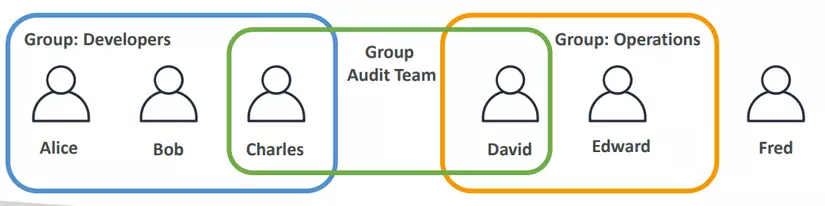 Group: Developers
Group
Audit Team
Group: Operations
Alice
Bob
Charles
David
Edward
Fred